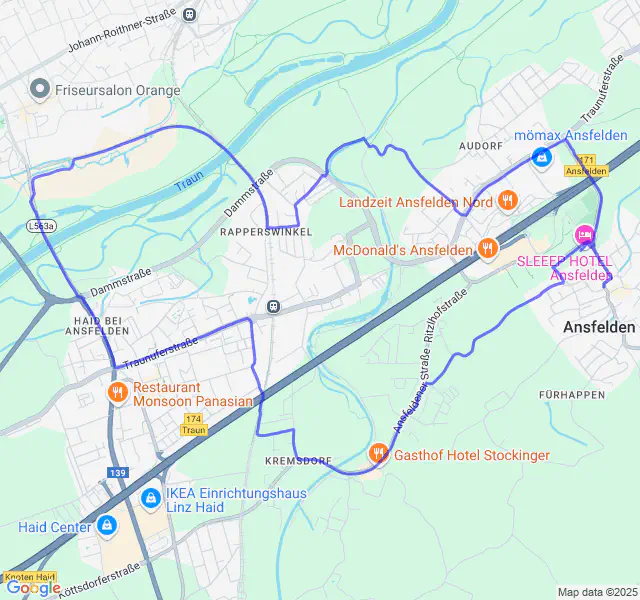 Johann-Roithner-Straße
Friseursalon Orange
Traunuferstraße
mömax Ansfelden
AUDORF
171
Ansfelden
Traun
Dammstraße
Landzeit Ansfelden Nord
L563a
RAPPERSWINKEL
McDonald's Ansfelden
SLEEEP HOTEL
Ansfelden
Dammstraße
Ritzlhofstraße
HAID BEI
ANSFELDEN
Ansfelden
Traunuferstraße
Restaurant
Monsoon Panasian
Ansfeldener Straße
FÜRHAPPEN
174
Traun
KREMSDORF
Gasthof Hotel Stockinger
139
IKEA Einrichtungshaus
Linz Haid
Haid Center
Knoten Haid
Köttsdorferstraße
Google
Map data ©2025